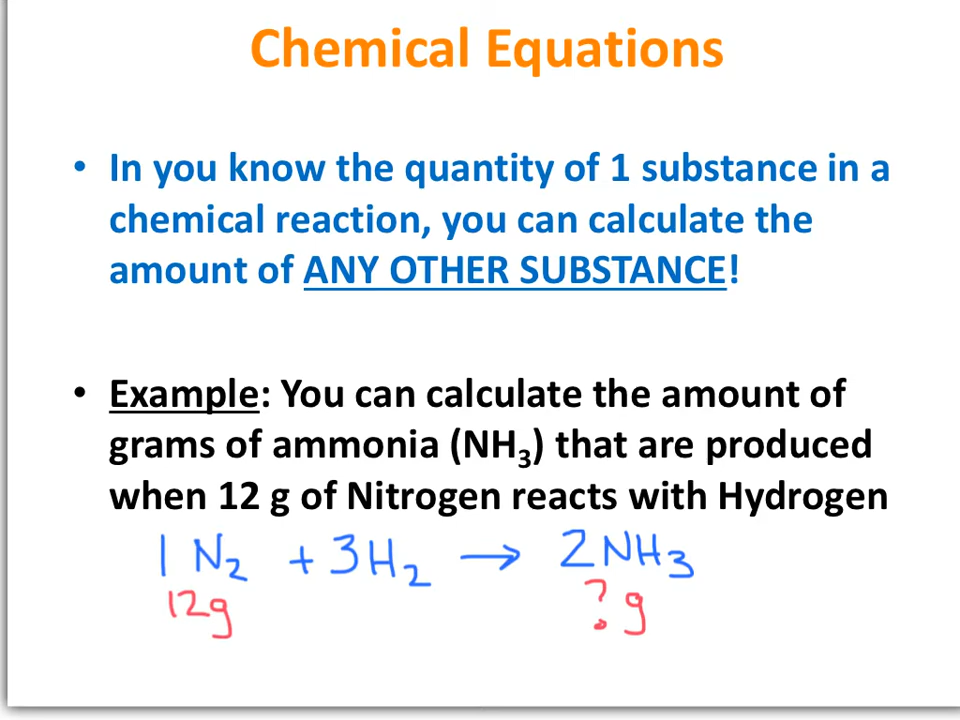 Chemical Equations
• In you know the quantity of 1 substance in a
chemical reaction, you can calculate the
amount of ANY OTHER SUBSTANCE!
• Example: You can calculate the amount of
grams of ammonia (NH₃) that are produced
when 12 g of Nitrogen reacts with Hydrogen
1 N₂ + 3H₂ → 2NH₃
12g ? g